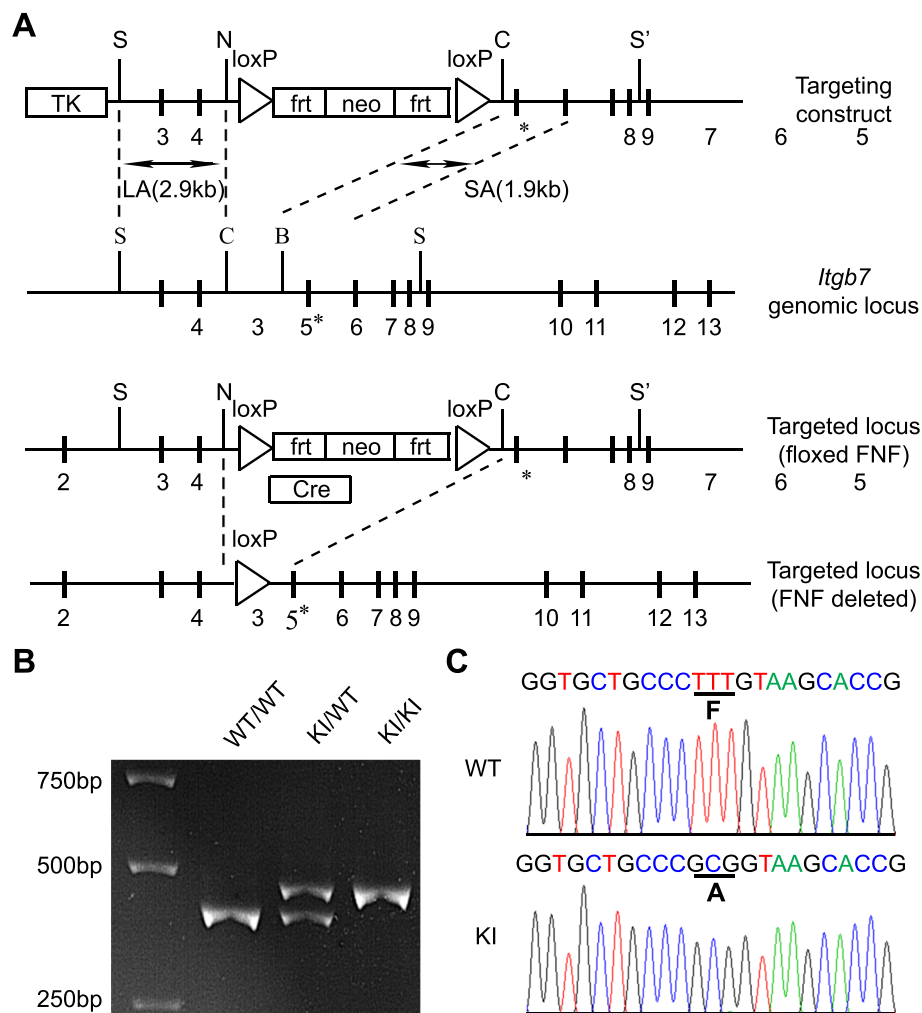 A
S N loxP loxP C S'
TK frt neo frt
Targeting
construct
3 4 * 8 9 7 6 5
LA(2.9kb) SA(1.9kb)
S C B S
Itgb7
genomic locus
4 3 5* 6 7 8 9 10 11 12 13
S N loxP loxP C S'
frt neo frt
Targeted locus
(floxed FNF)
2 3 4 * 8 9 7 6 5
Cre
loxP
Targeted locus
(FNF deleted)
2 4 3 5* 6 7 8 9 10 11 12 13
B
WT/WT KI/WT KI/KI
750bp
500bp
250bp
C
GGTGCTGCCCTTTGTAAGCACCG
F
WT
GGTGCTGCCCGCGGTAAGCACCG
A
KI